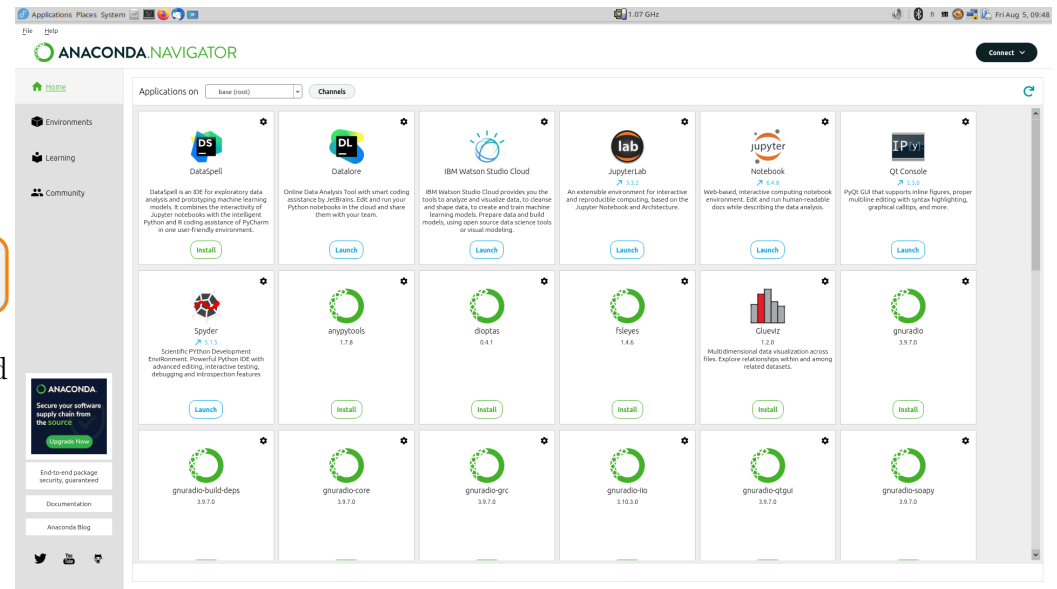 Applications Places System
1.07 GHz
Fri Aug 5, 09:48
File Help
ANACONDA.NAVIGATOR
Connect
Home
Environments
Learning
Community
Applications on base (root) Channels
DS
DataSpell
DataSpell is an IDE for exploratory data
analysis and prototyping machine learning
models. It combines the interactivity of
Jupyter notebooks with the intelligent
Python and R coding assistance of PyCharm
in one user-friendly environment.
Install
DL
Datalore
Online Data Analysis Tool with smart coding
assistance by JetBrains. Edit and run your
Python notebooks in the cloud and share
them with your team.
Launch
IBM Watson Studio Cloud
IBM Watson Studio Cloud provides you the
tools to analyze and visualize data, to cleanse
and shape data, to create and train machine
learning models. Prepare data and build
models, using open source data science tools
or visual modeling.
Launch
lab
JupyterLab
3.3.2
An extensible environment for interactive
and reproducible computing, based on the
Jupyter Notebook and Architecture.
Launch
jupyter
Notebook
6.4.8
Web-based, interactive computing notebook
environment. Edit and run human-readable
docs while describing the data analysis.
Launch
IP[y]:
Qt Console
5.3.0
PyQt GUI that supports inline figures, proper
multiline editing with syntax highlighting,
graphical calltips, and more.
Launch
Spyder
5.1.5
Scientific PYthon Development
EnviRonment. Powerful Python IDE with
advanced editing, interactive testing,
debugging and introspection features
Launch
anypytools
1.7.8
Install
dioptas
0.4.1
Install
fsleyes
1.4.6
Install
Glueviz
1.2.0
Multidimensional data visualization across
files. Explore relationships within and among
related datasets.
Install
gnuradio
3.9.7.0
Install
gnuradio-build-deps
3.9.7.0
gnuradio-core
3.9.7.0
gnuradio-grc
3.9.7.0
gnuradio-iio
3.10.3.0
gnuradio-qtgui
3.9.7.0
gnuradio-soapy
3.9.7.0
d
ANACONDA.
Secure your software
supply chain from
the source
Upgrade Now
End-to-end package
security, guaranteed
Documentation
Anaconda Blog
You
Tube